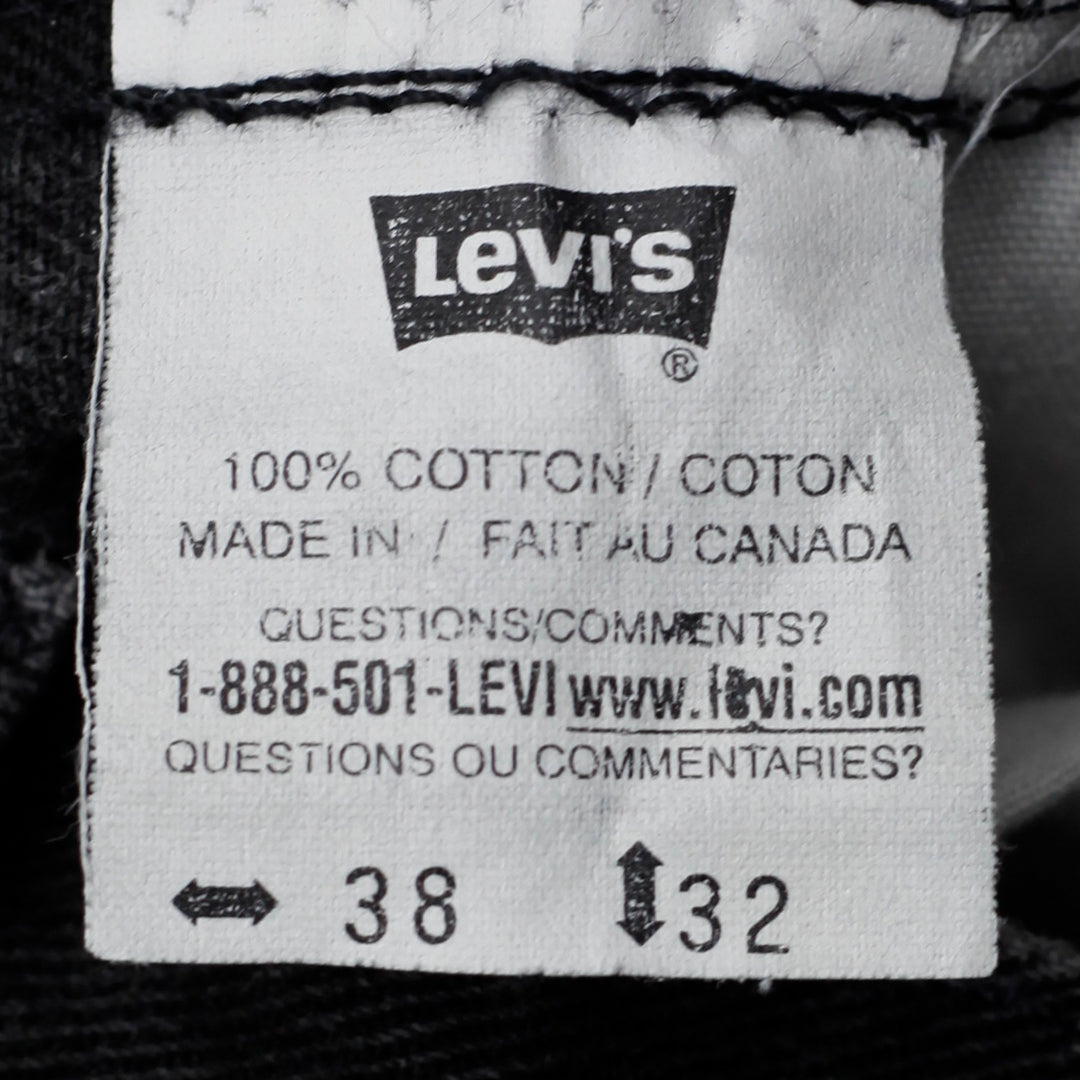 LEVI'S
®
100% COTTON / COTON
MADE IN / FAIT AU CANADA
QUESTIONS/COMMENTS?
1-888-501-LEVI www.levi.com
QUESTIONS OU COMMENTARIES?
38 32